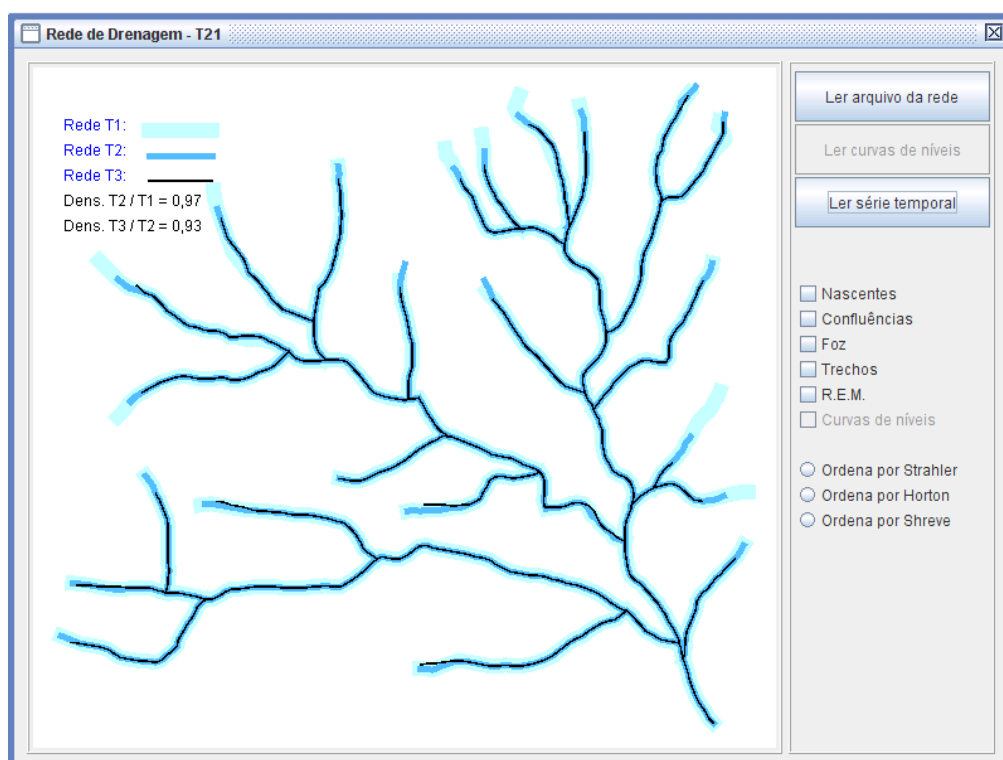 Rede de Drenagem - T21
Rede T1:
Rede T2:
Rede T3:
Dens. T2 / T1 = 0,97
Dens. T3 / T2 = 0,93
Ler arquivo da rede
Ler curvas de níveis
Ler série temporal
Nascentes
Confluências
Foz
Trechos
R.E.M.
Curvas de níveis
Ordena por Strahler
Ordena por Horton
Ordena por Shreve